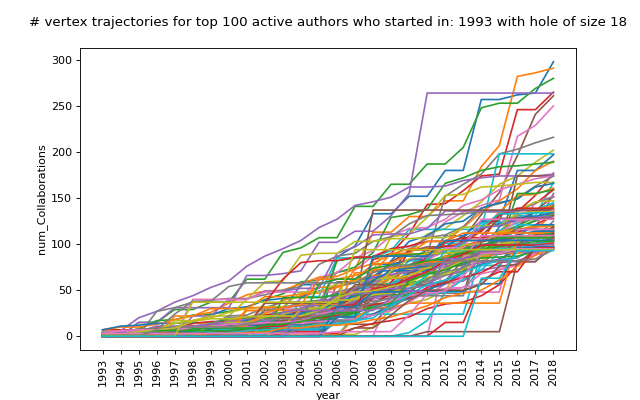 # vertex trajectories for top 100 active authors who started in: 1993 with hole of size 18
300
250
200
150
100
50
0
num_Collaborations
1993 1994 1995 1996 1997 1998 1999 2000 2001 2002 2003 2004 2005 2006 2007 2008 2009 2010 2011 2012 2013 2014 2015 2016 2017 2018
year